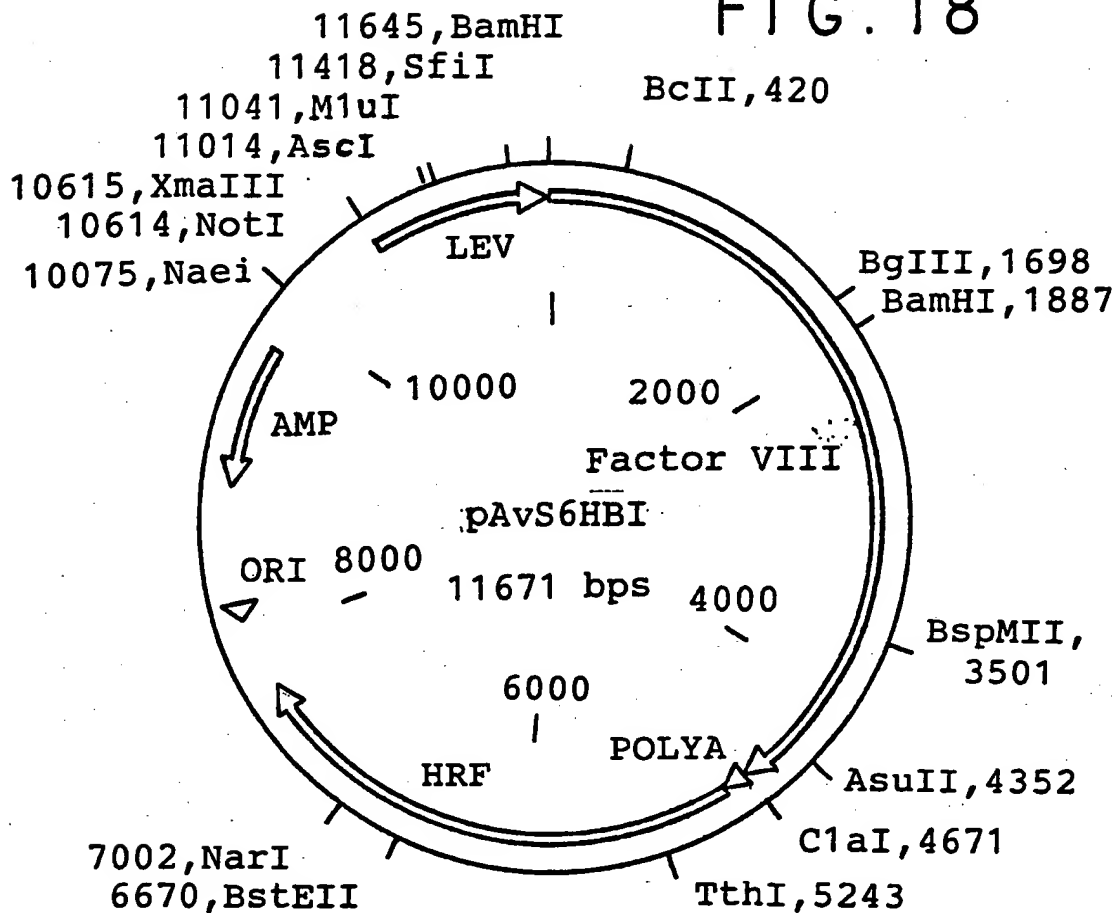 FIG. 18
11645,BamHI
11418,SfiI
11041,M1uI
11014,AscI
10615,XmaIII
10614,NotI
10075,Naei
BcII,420
BgIII,1698
BamHI,1887
BspMII,
3501
AsuII,4352
C1aI,4671
TthI,5243
7002,NarI
6670,BstEII
LEV
10000
2000
AMP
Factor VIII
pAvS6HBI
ORI
8000
11671 bps
4000
6000
POLYA
HRF